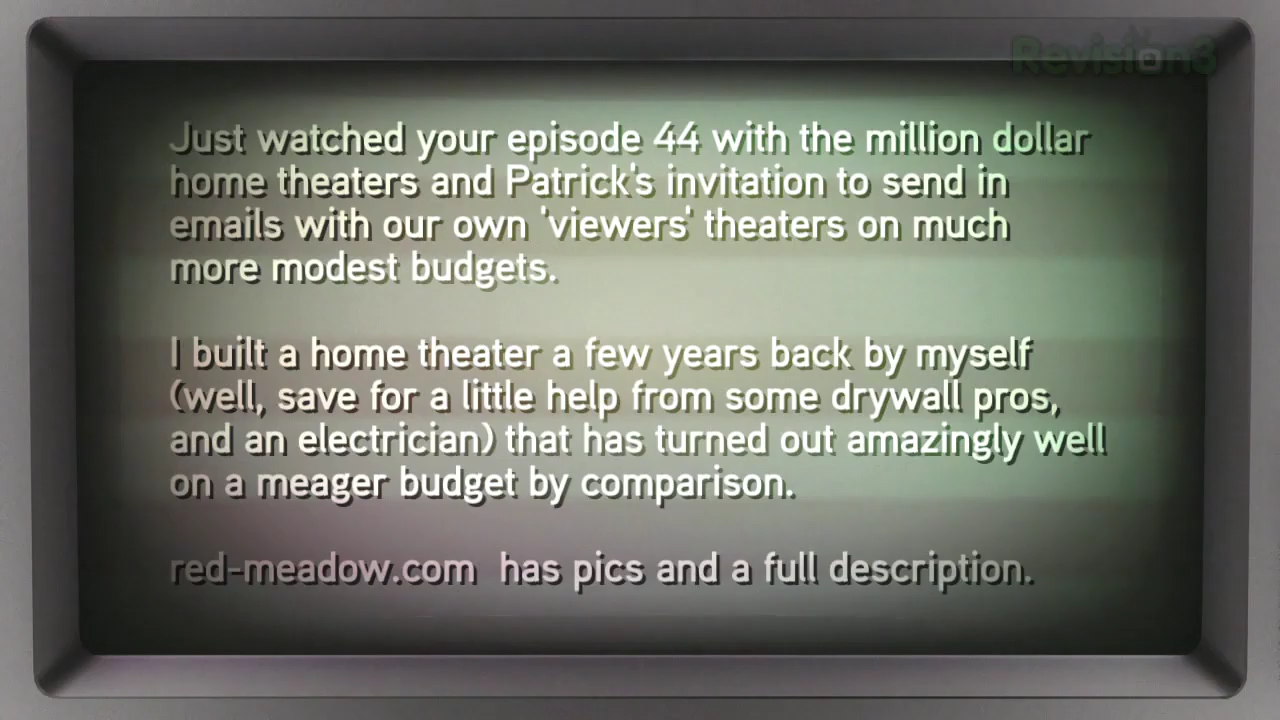 Revision3
Just watched your episode 44 with the million dollar
home theaters and Patrick's invitation to send in
emails with our own 'viewers' theaters on much
more modest budgets.
I built a home theater a few years back by myself
(well, save for a little help from some drywall pros,
and an electrician) that has turned out amazingly well
on a meager budget by comparison.
red-meadow.com has pics and a full description.